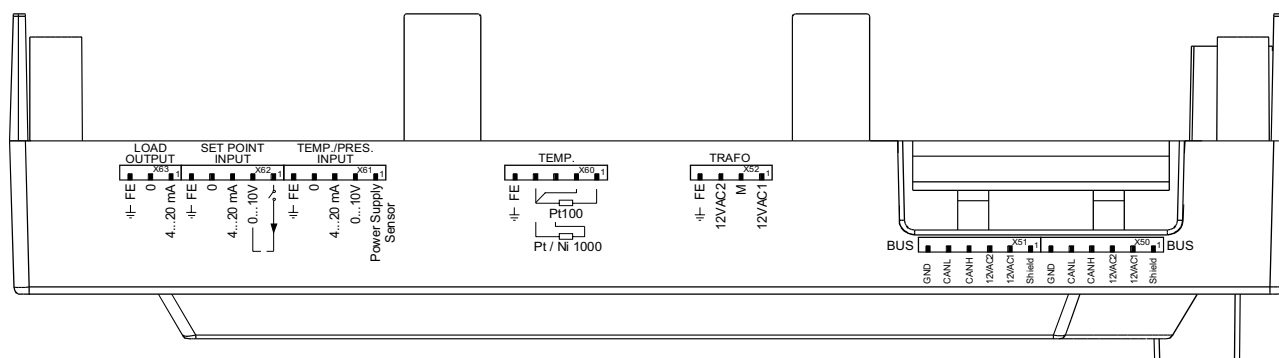 LOAD OUTPUT
SET POINT INPUT
TEMP./PRES. INPUT
TEMP.
TRAFO
X63 1
X62 1
X61 1
X60 1
X52 1
FE
0
4...20 mA
FE
0
4...20 mA
0...10V
FE
0
4...20 mA
0...10V
Power Supply
Sensor
FE
Pt100
Pt / Ni 1000
FE
12VAC2
M
12VAC1
BUS
X51 1
X50 1
BUS
GND
CANL
CANH
12VAC2
12VAC1
Shield
GND
CANL
CANH
12VAC2
12VAC1
Shield